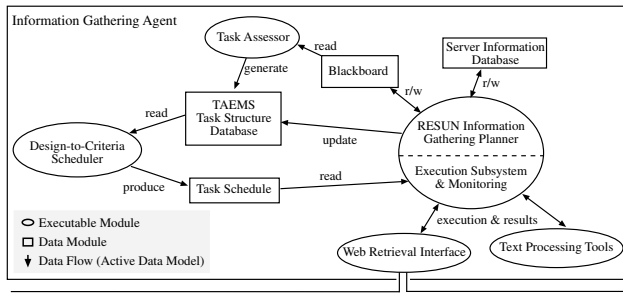 Information Gathering Agent
Task Assessor
read
Server Information
Database
generate
Blackboard
r/w
r/w
TAEMS
Task Structure
Database
read
RESUN Information
Gathering Planner
Design-to-Criteria
Scheduler
update
Execution Subsystem
& Monitoring
produce
Task Schedule
read
execution & results
Executable Module
Data Module
Data Flow (Active Data Model)
Web Retrieval Interface
Text Processing Tools